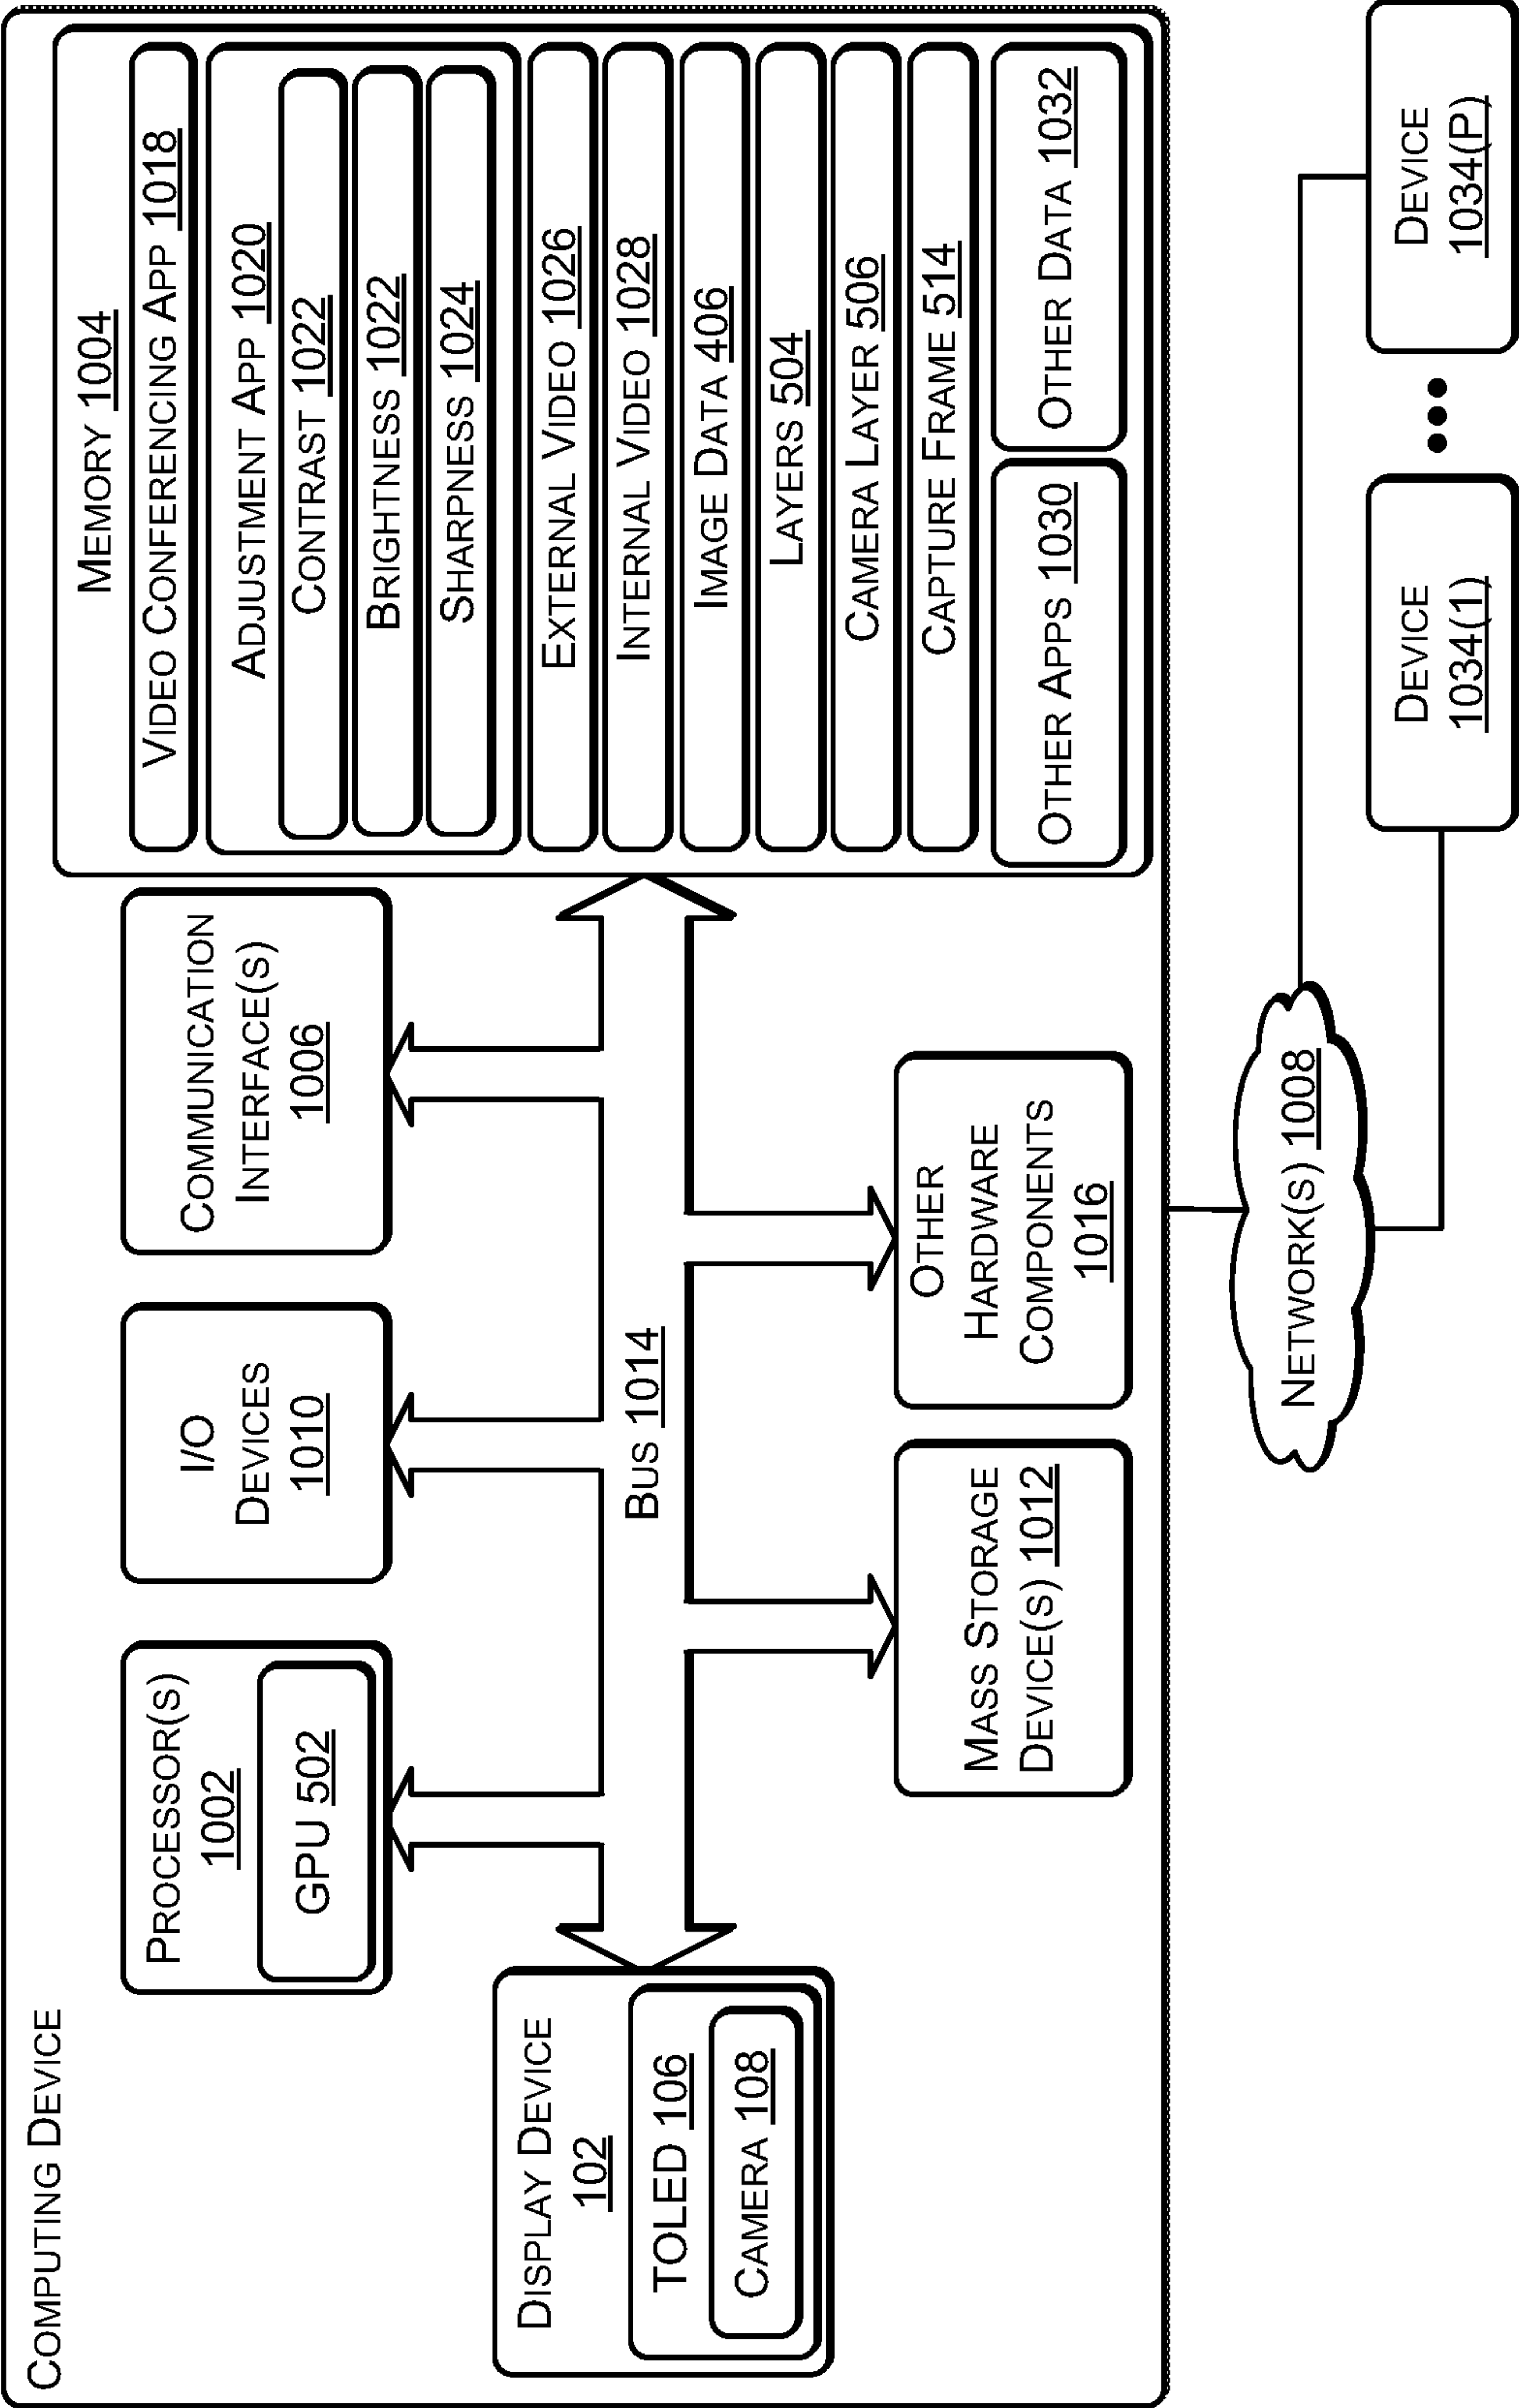 COMPUTING DEVICE
PROCESSOR(S)
1002
GPU 502
I/O
DEVICES
1010
COMMUNICATION
INTERFACE(S)
1006
DISPLAY DEVICE
102
TOLED 106
CAMERA 108
BUS 1014
MASS STORAGE
DEVICE(S) 1012
OTHER
HARDWARE
COMPONENTS
1016
MEMORY 1004
VIDEO CONFERENCING APP 1018
ADJUSTMENT APP 1020
CONTRAST 1022
BRIGHTNESS 1022
SHARPNESS 1024
EXTERNAL VIDEO 1026
INTERNAL VIDEO 1028
IMAGE DATA 406
LAYERS 504
CAMERA LAYER 506
CAPTURE FRAME 514
OTHER APPS 1030
OTHER DATA 1032
NETWORK(S) 1008
DEVICE
1034(1)
DEVICE
1034(P)